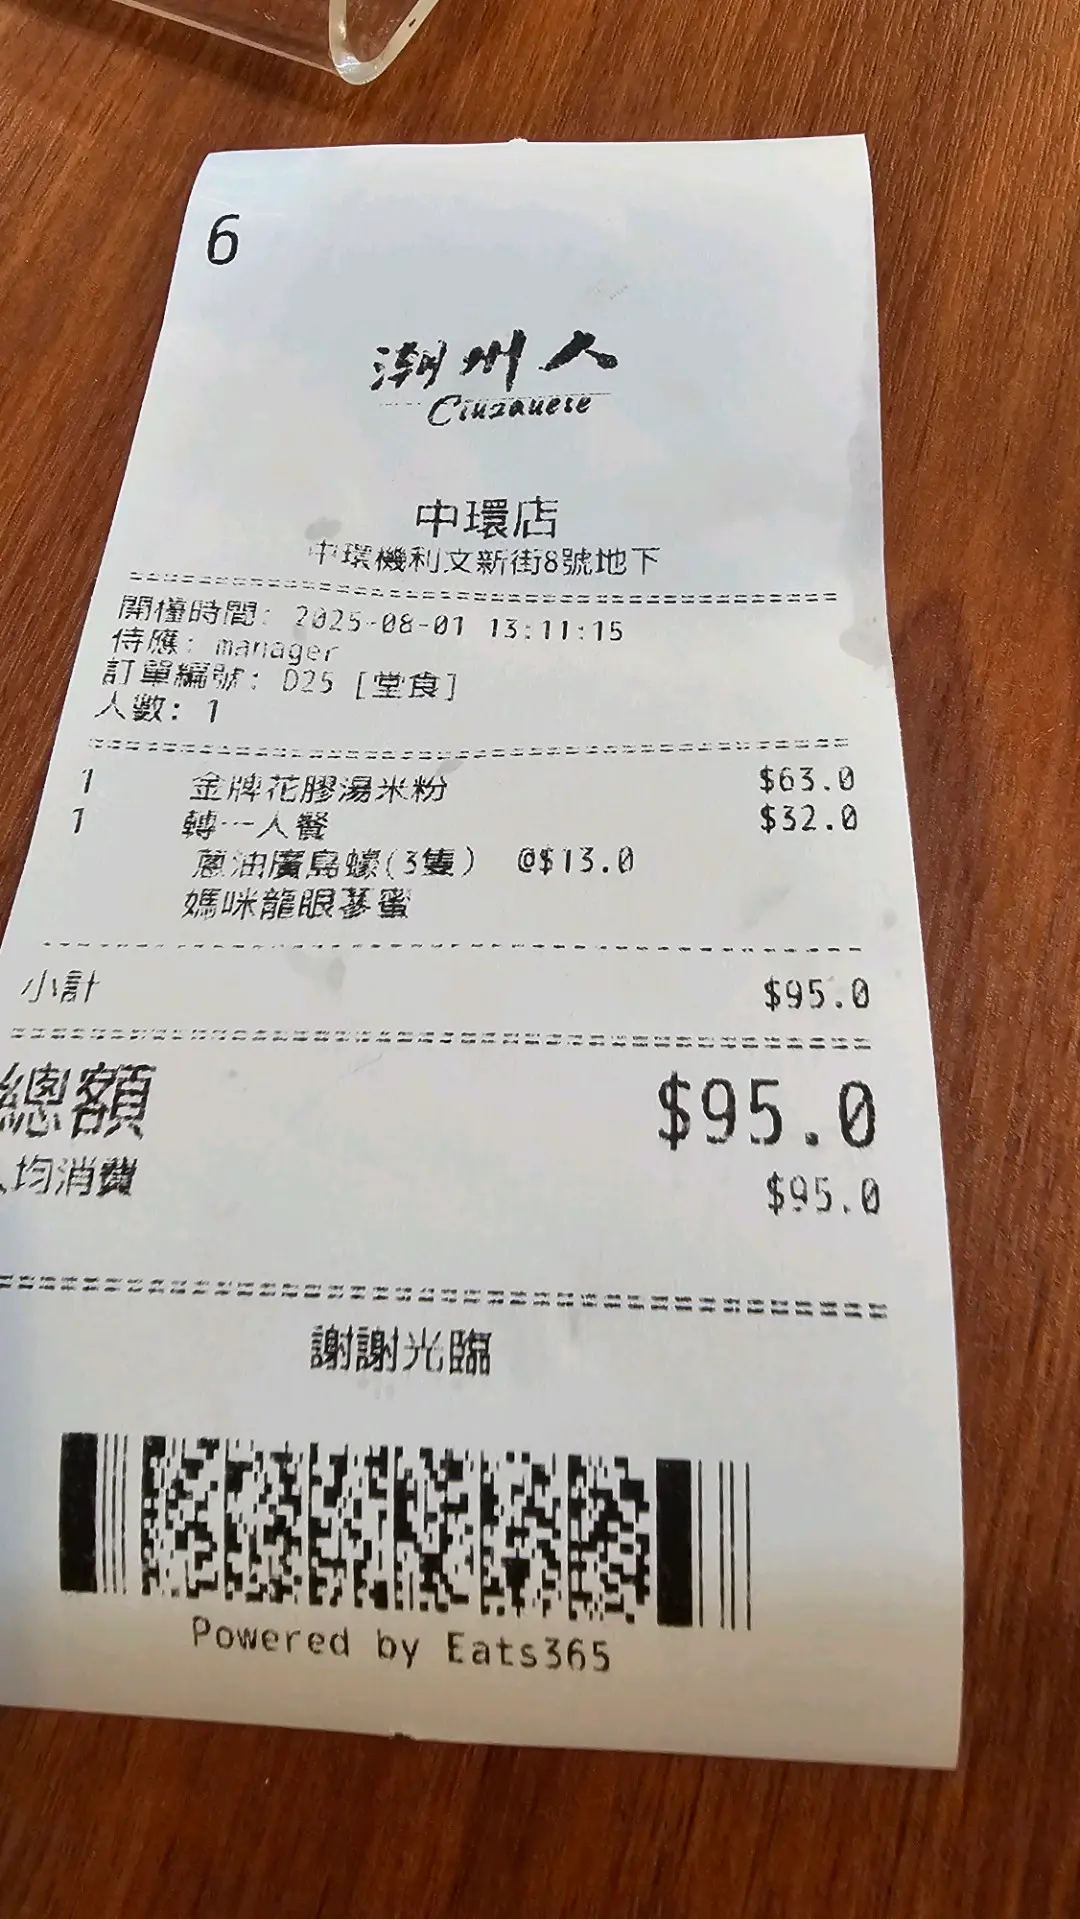 6
潮州人
Ciuzauese
中環店
中環機利文新街8號地下
開檯時間: 2025-08-01 13:11:15
侍應: manager
訂單編號: D25 [堂食]
人數: 1
1 金牌花膠湯米粉 $63.0
1 轉一人餐 $32.0
蔥油廣島蠔(3隻) @$13.0
媽咪龍眼蔘蜜
小計 $95.0
總額 $95.0
人均消費 $95.0
謝謝光臨
Powered by Eats365